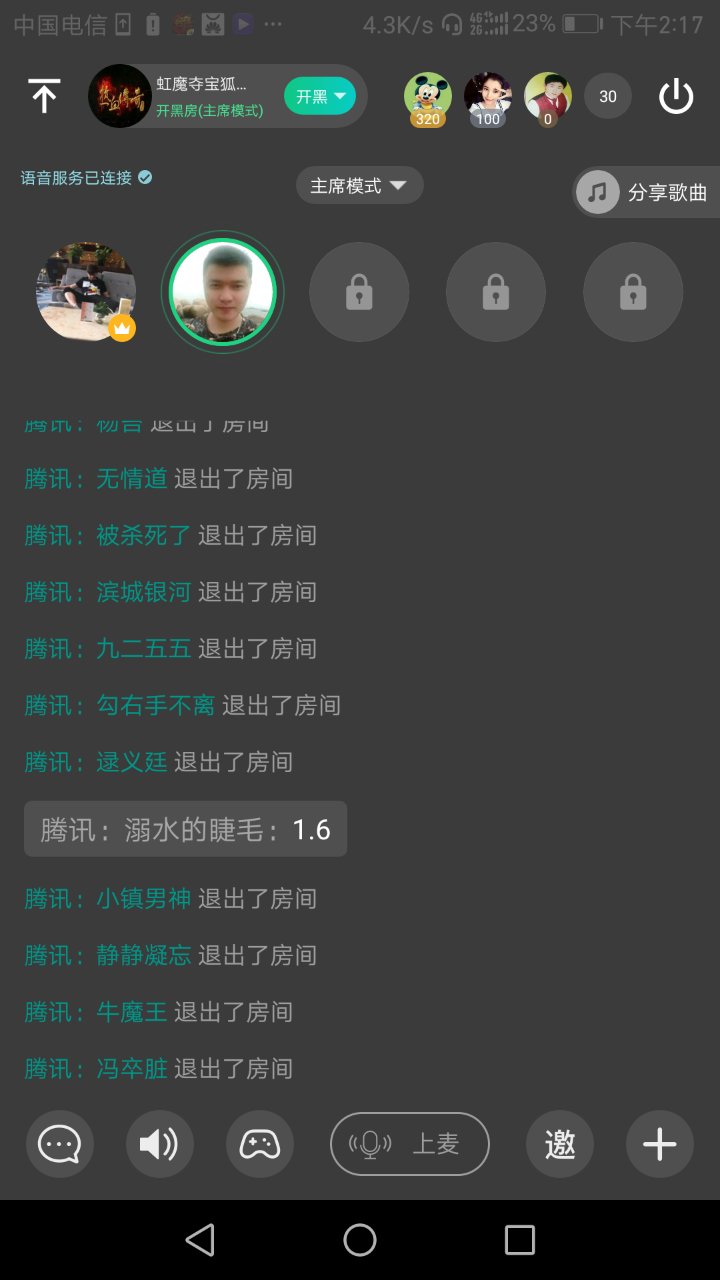 中国电信 4.3K/s 4G 2G 23% 下午2:17
虹魔夺宝狐...
开黑房(主席模式)
开黑
320
100
0
30
语音服务已连接
主席模式
分享歌曲
腾讯：杨善 退出了房间
腾讯：无情道 退出了房间
腾讯：被杀死了 退出了房间
腾讯：滨城银河 退出了房间
腾讯：九二五五 退出了房间
腾讯：勾右手不离 退出了房间
腾讯：逯义廷 退出了房间
腾讯：溺水的睫毛：1.6
腾讯：小镇男神 退出了房间
腾讯：静静凝忘 退出了房间
腾讯：牛魔王 退出了房间
腾讯：冯卒脏 退出了房间
上麦
邀